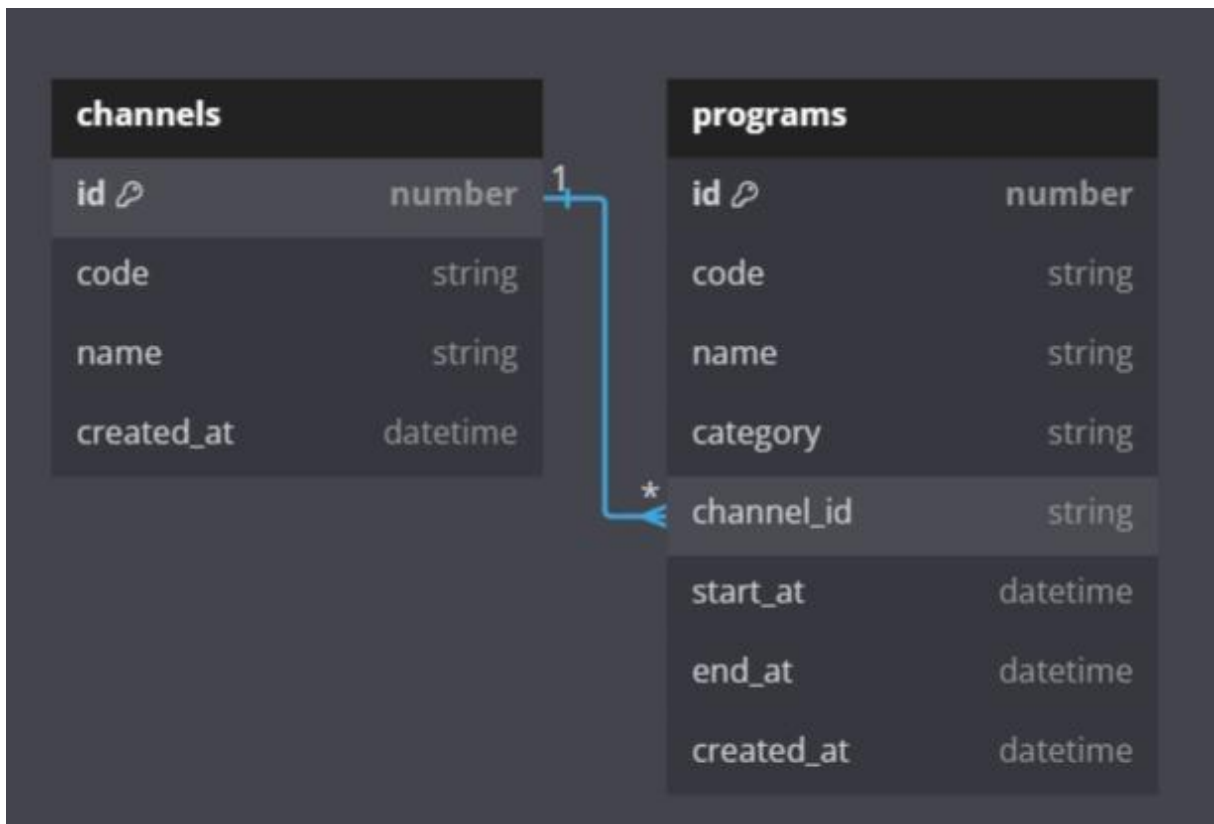 channels
id number
code string
name string
created_at datetime
1
*
programs
id number
code string
name string
category string
channel_id string
start_at datetime
end_at datetime
created_at datetime